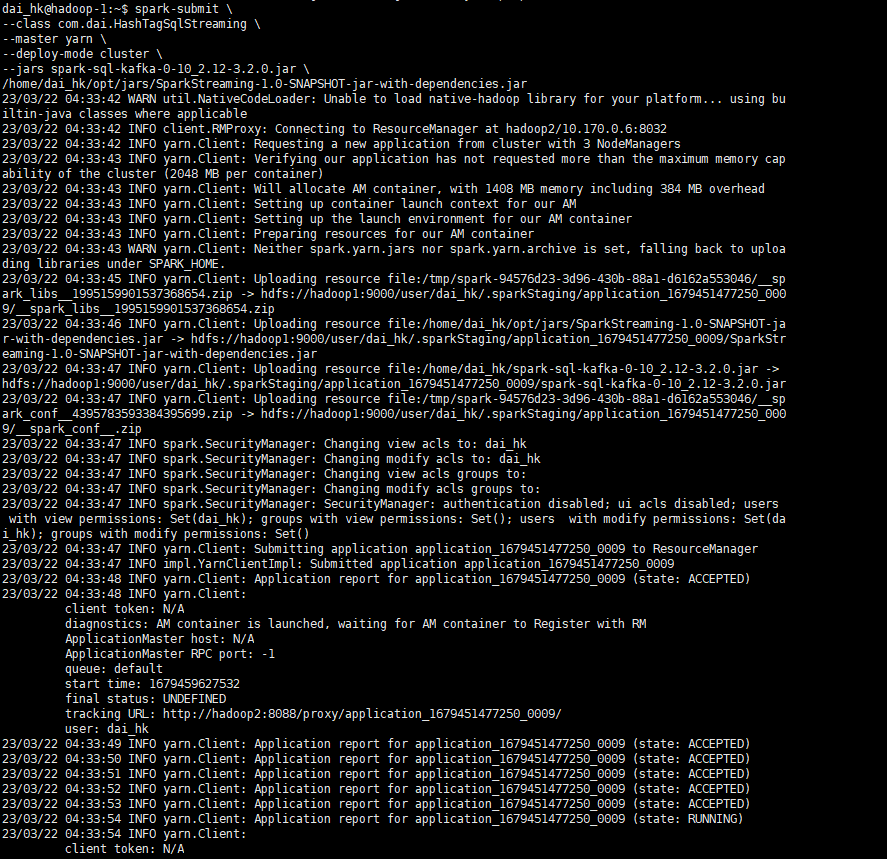 dai_hk@hadoop-1:~$ spark-submit \
--class com.dai.HashTagSqlStreaming \
--master yarn \
--deploy-mode cluster \
--jars spark-sql-kafka-0-10_2.12-3.2.0.jar \
/home/dai_hk/opt/jars/SparkStreaming-1.0-SNAPSHOT-jar-with-dependencies.jar
23/03/22 04:33:42 WARN util.NativeCodeLoader: Unable to load native-hadoop library for your platform... using bu
iltin-java classes where applicable
23/03/22 04:33:42 INFO client.RMProxy: Connecting to ResourceManager at hadoop2/10.170.0.6:8032
23/03/22 04:33:42 INFO yarn.Client: Requesting a new application from cluster with 3 NodeManagers
23/03/22 04:33:43 INFO yarn.Client: Verifying our application has not requested more than the maximum memory cap
ability of the cluster (2048 MB per container)
23/03/22 04:33:43 INFO yarn.Client: Will allocate AM container, with 1408 MB memory including 384 MB overhead
23/03/22 04:33:43 INFO yarn.Client: Setting up container launch context for our AM
23/03/22 04:33:43 INFO yarn.Client: Setting up the launch environment for our AM container
23/03/22 04:33:43 INFO yarn.Client: Preparing resources for our AM container
23/03/22 04:33:43 WARN yarn.Client: Neither spark.yarn.jars nor spark.yarn.archive is set, falling back to uploa
ding libraries under SPARK_HOME.
23/03/22 04:33:45 INFO yarn.Client: Uploading resource file:/tmp/spark-94576d23-3d96-430b-88a1-d6162a553046/__sp
ark_libs__1995159901537368654.zip -> hdfs://hadoop1:9000/user/dai_hk/.sparkStaging/application_1679451477250_000
9/__spark_libs__1995159901537368654.zip
23/03/22 04:33:46 INFO yarn.Client: Uploading resource file:/home/dai_hk/opt/jars/SparkStreaming-1.0-SNAPSHOT-ja
r-with-dependencies.jar -> hdfs://hadoop1:9000/user/dai_hk/.sparkStaging/application_1679451477250_0009/SparkStr
eaming-1.0-SNAPSHOT-jar-with-dependencies.jar
23/03/22 04:33:47 INFO yarn.Client: Uploading resource file:/home/dai_hk/spark-sql-kafka-0-10_2.12-3.2.0.jar ->
hdfs://hadoop1:9000/user/dai_hk/.sparkStaging/application_1679451477250_0009/spark-sql-kafka-0-10_2.12-3.2.0.jar
23/03/22 04:33:47 INFO yarn.Client: Uploading resource file:/tmp/spark-94576d23-3d96-430b-88a1-d6162a553046/__sp
ark_conf__4395783593384395699.zip -> hdfs://hadoop1:9000/user/dai_hk/.sparkStaging/application_1679451477250_000
9/__spark_conf__.zip
23/03/22 04:33:47 INFO spark.SecurityManager: Changing view acls to: dai_hk
23/03/22 04:33:47 INFO spark.SecurityManager: Changing modify acls to: dai_hk
23/03/22 04:33:47 INFO spark.SecurityManager: Changing view acls groups to:
23/03/22 04:33:47 INFO spark.SecurityManager: Changing modify acls groups to:
23/03/22 04:33:47 INFO spark.SecurityManager: SecurityManager: authentication disabled; ui acls disabled; users
 with view permissions: Set(dai_hk); groups with view permissions: Set(); users  with modify permissions: Set(da
i_hk); groups with modify permissions: Set()
23/03/22 04:33:47 INFO yarn.Client: Submitting application application_1679451477250_0009 to ResourceManager
23/03/22 04:33:47 INFO impl.YarnClientImpl: Submitted application application_1679451477250_0009
23/03/22 04:33:48 INFO yarn.Client: Application report for application_1679451477250_0009 (state: ACCEPTED)
23/03/22 04:33:48 INFO yarn.Client:
client token: N/A
diagnostics: AM container is launched, waiting for AM container to Register with RM
ApplicationMaster host: N/A
ApplicationMaster RPC port: -1
queue: default
start time: 1679459627532
final status: UNDEFINED
tracking URL: http://hadoop2:8088/proxy/application_1679451477250_0009/
user: dai_hk
23/03/22 04:33:49 INFO yarn.Client: Application report for application_1679451477250_0009 (state: ACCEPTED)
23/03/22 04:33:50 INFO yarn.Client: Application report for application_1679451477250_0009 (state: ACCEPTED)
23/03/22 04:33:51 INFO yarn.Client: Application report for application_1679451477250_0009 (state: ACCEPTED)
23/03/22 04:33:52 INFO yarn.Client: Application report for application_1679451477250_0009 (state: ACCEPTED)
23/03/22 04:33:53 INFO yarn.Client: Application report for application_1679451477250_0009 (state: ACCEPTED)
23/03/22 04:33:54 INFO yarn.Client: Application report for application_1679451477250_0009 (state: RUNNING)
23/03/22 04:33:54 INFO yarn.Client:
client token: N/A